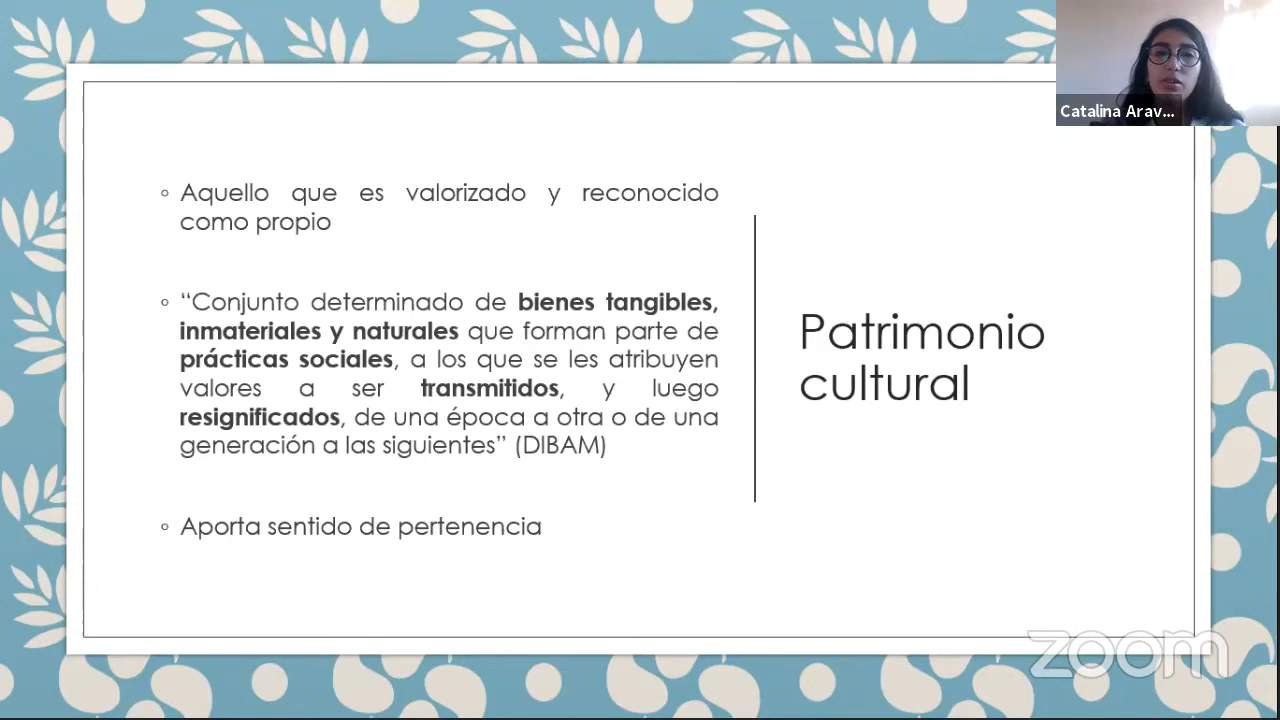 Catalina Arav...
◦ Aquello que es valorizado y reconocido
como propio
◦ “Conjunto determinado de bienes tangibles,
inmateriales y naturales que forman parte de
prácticas sociales, a los que se les atribuyen
valores a ser transmitidos, y luego
resignificados, de una época a otra o de una
generación a las siguientes” (DIBAM)
◦ Aporta sentido de pertenencia
Patrimonio
cultural
zoom